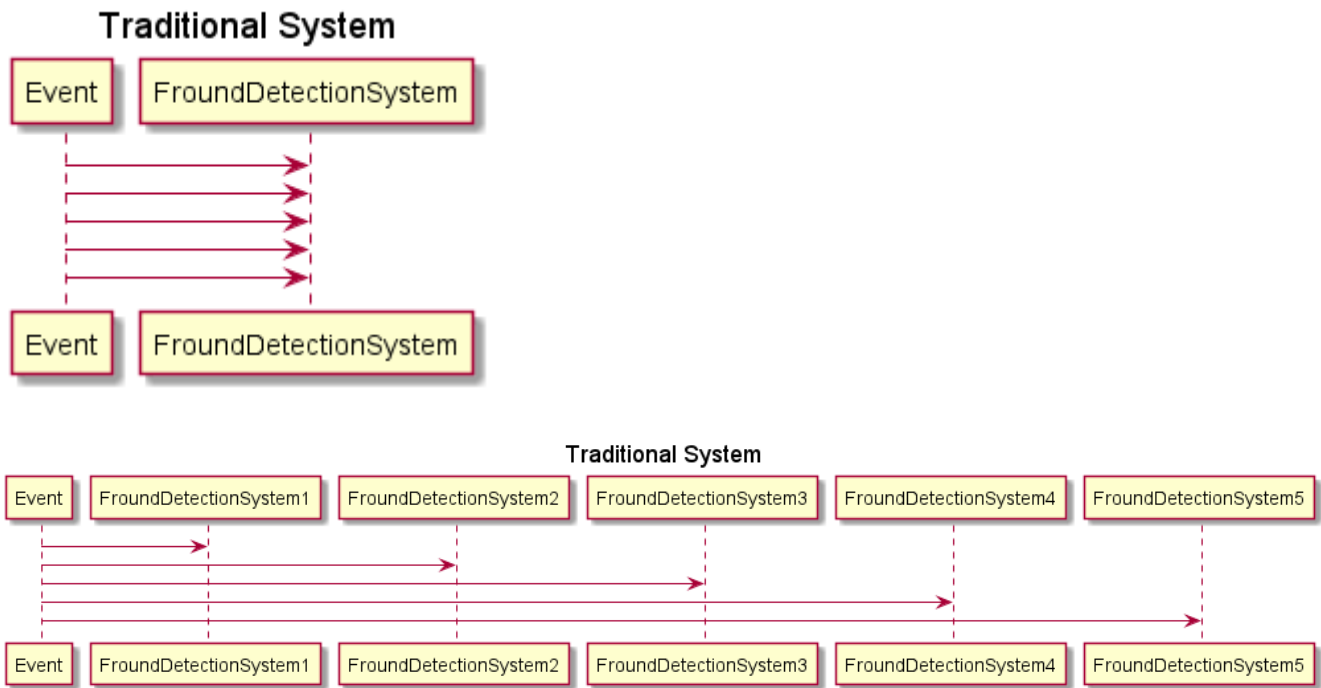 Traditional System
Event FroundDetectionSystem
Event FroundDetectionSystem
Traditional System
Event FroundDetectionSystem1 FroundDetectionSystem2 FroundDetectionSystem3 FroundDetectionSystem4 FroundDetectionSystem5
Event FroundDetectionSystem1 FroundDetectionSystem2 FroundDetectionSystem3 FroundDetectionSystem4 FroundDetectionSystem5